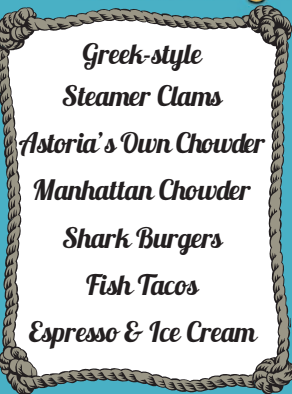 Greek-style
Steamer Clams
Astoria's Own Chowder
Manhattan Chowder
Shark Burgers
Fish Tacos
Espresso & Ice Cream